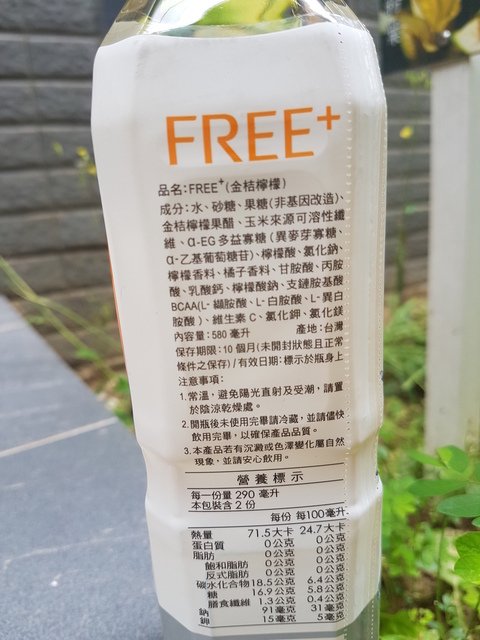 FREE+
品名:FREE+(金桔檸檬)
成分:水、砂糖、果糖(非基因改造)、
金桔檸檬果醋、玉米來源可溶性纖
維、α-EG多益寡糖(異麥芽寡糖、
α-乙基葡萄糖苷)、檸檬酸、氯化鈉、
檸檬香料、橘子香料、甘胺酸、丙胺
酸、乳酸鈣、檸檬酸鈉、支鏈胺基酸
BCAA(L-纈胺酸、L-白胺酸、L-異白
胺酸)、維生素C、氯化鉀、氯化鎂
內容量:580毫升 產地:台灣
保存期限:10個月(未開封狀態且正常
條件之保存)/有效日期:標示於瓶身上
注意事項:
1.常溫,避免陽光直射及受潮,請置
於陰涼乾燥處。
2.開瓶後未使用完畢請冷藏,並請儘快
飲用完畢,以確保產品品質。
3.本產品若有沉澱或色澤變化屬自然
現象,並請安心飲用。
營養標示
每一份量 290 毫升
本包裝含 2 份
每份 每100毫升
熱量 71.5大卡 24.7大卡
蛋白質 0公克 0公克
脂肪 0公克 0公克
飽和脂肪 0公克 0公克
反式脂肪 0公克 0公克
碳水化合物 18.5公克 6.4公克
糖 16.9公克 5.8公克
膳食纖維 1.3公克 0.4公克
鈉 91毫克 31毫克
鉀 15毫克 5毫克